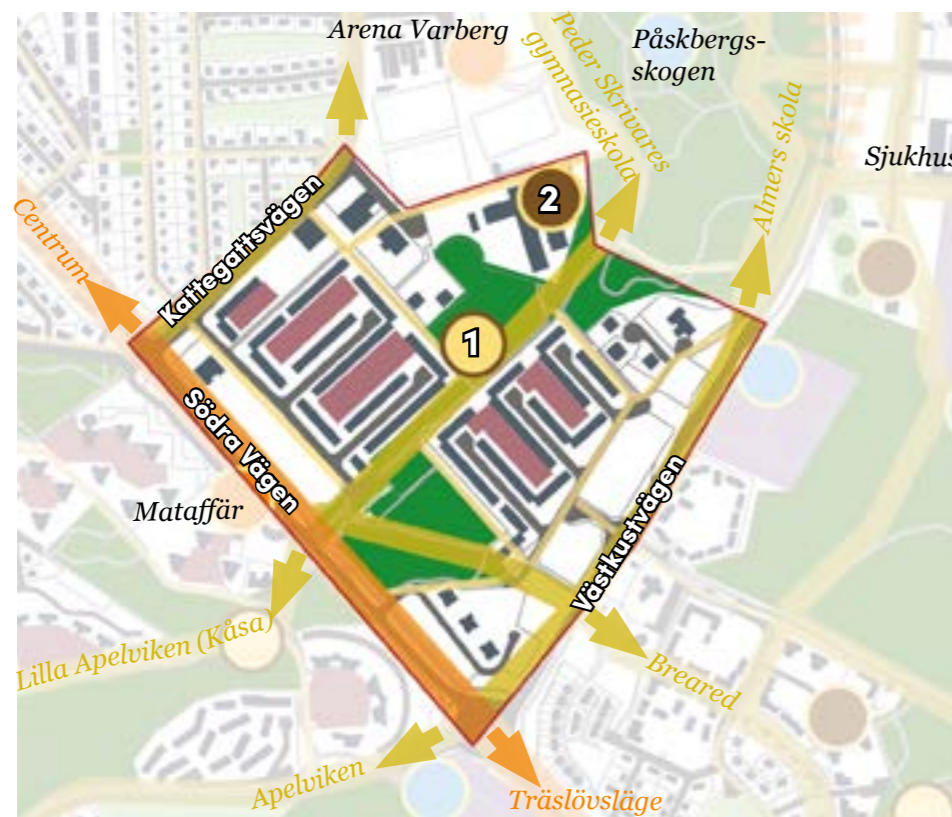 Arena Varberg
Peder Skrivares
gymnasieskola
Påskbergs-
skogen
Almers skola
Sjukhus
Centrum
Kattegattsvägen
2
1
Södra Vägen
Mataffär
Västkustvägen
Lilla Apelviken (Kåsa)
Breared
Apelviken
Träslövsläge